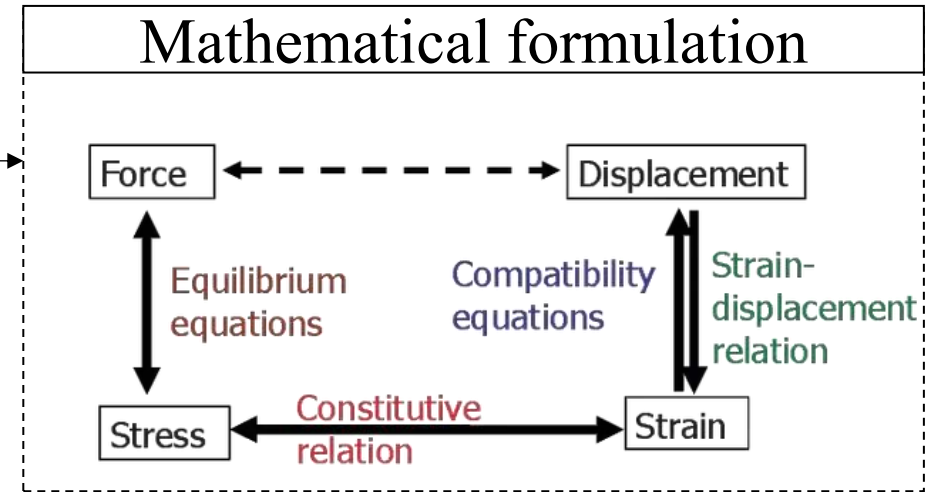 Mathematical formulation
Force
Displacement
Equilibrium
equations
Compatibility
equations
Strain-
displacement
relation
Stress
Constitutive
relation
Strain